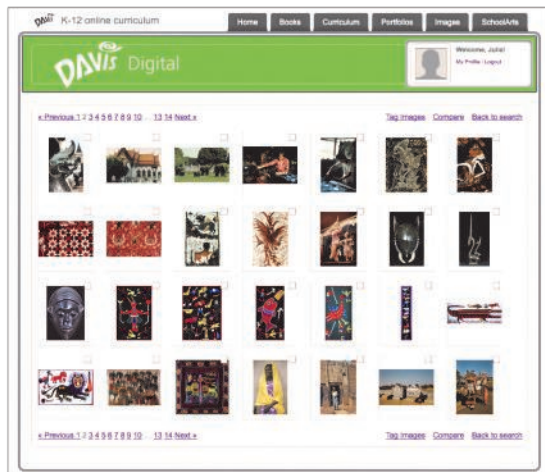 DAVIS K-12 online curriculum
Home Books Curriculum Portfolios Images SchoolArts
DAVIS Digital
Welcome, Julie!
My Profile | Logout
« Previous 1 2 3 4 5 6 7 8 9 10 ... 13 14 Next »
Tag Images Compare Back to search
« Previous 1 2 3 4 5 6 7 8 9 10 ... 13 14 Next »
Tag Images Compare Back to search